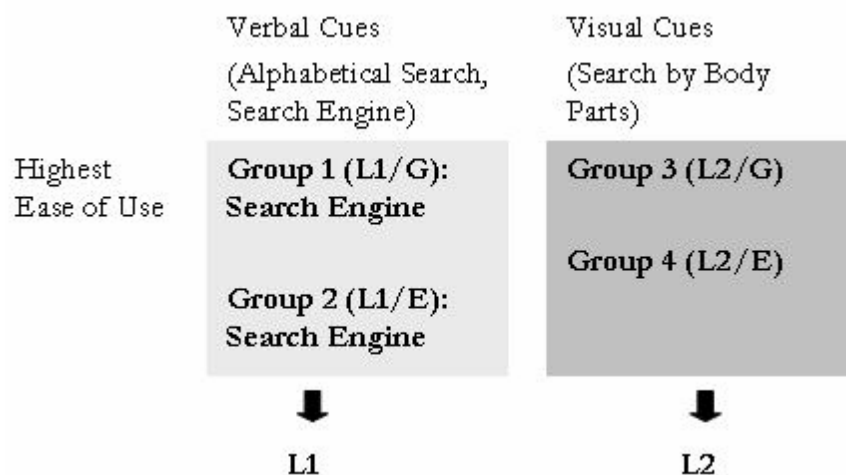 Verbal Cues
(Alphabetical Search,
Search Engine)
Visual Cues
(Search by Body
Parts)
Highest
Ease of Use
Group 1 (L1/G):
Search Engine
Group 2 (L1/E):
Search Engine
Group 3 (L2/G)
Group 4 (L2/E)
L1
L2